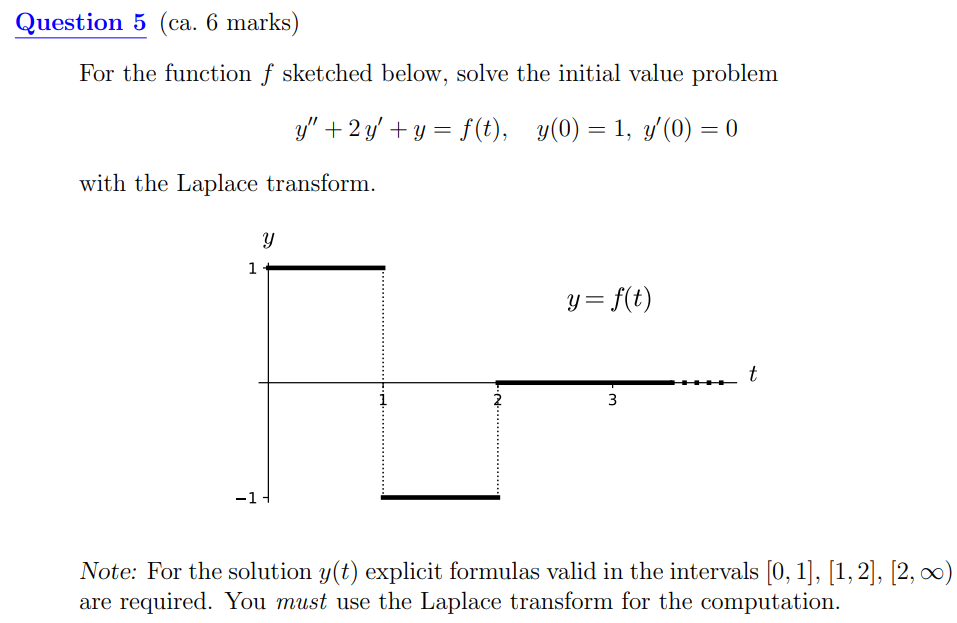 Question 5 (ca. 6 marks)
For the function f sketched below, solve the initial value problem
y″ + 2 y′ + y = f(t), y(0) = 1, y′(0) = 0
with the Laplace transform.
y
1
y = f(t)
t
1 2 3
−1
Note: For the solution y(t) explicit formulas valid in the intervals [0, 1], [1, 2], [2, ∞)
are required. You must use the Laplace transform for the computation.